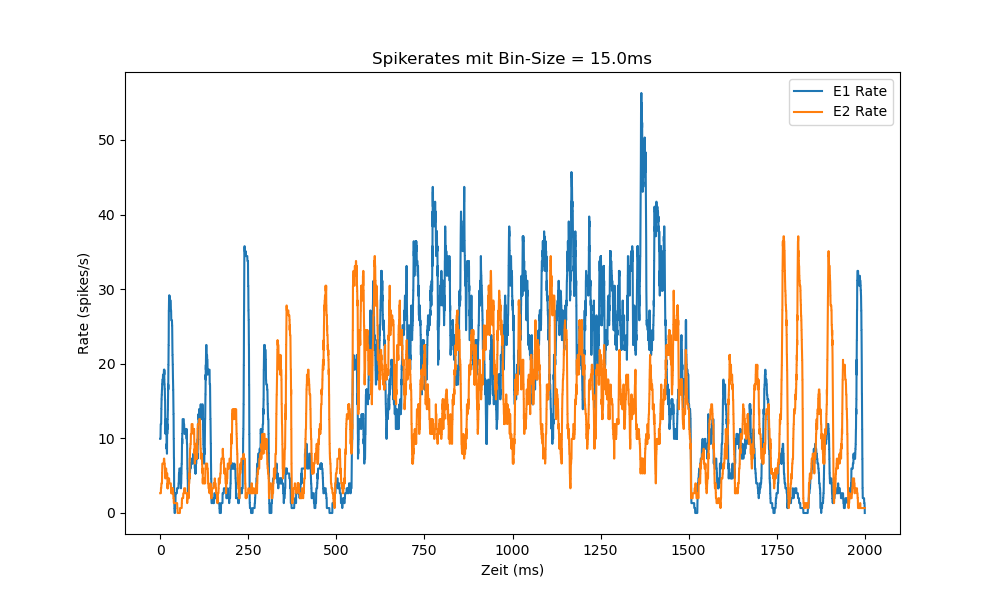 Spikerates mit Bin-Size = 15.0ms
E1 Rate
E2 Rate
Rate (spikes/s)
50
40
30
20
10
0
0 250 500 750 1000 1250 1500 1750 2000
Zeit (ms)